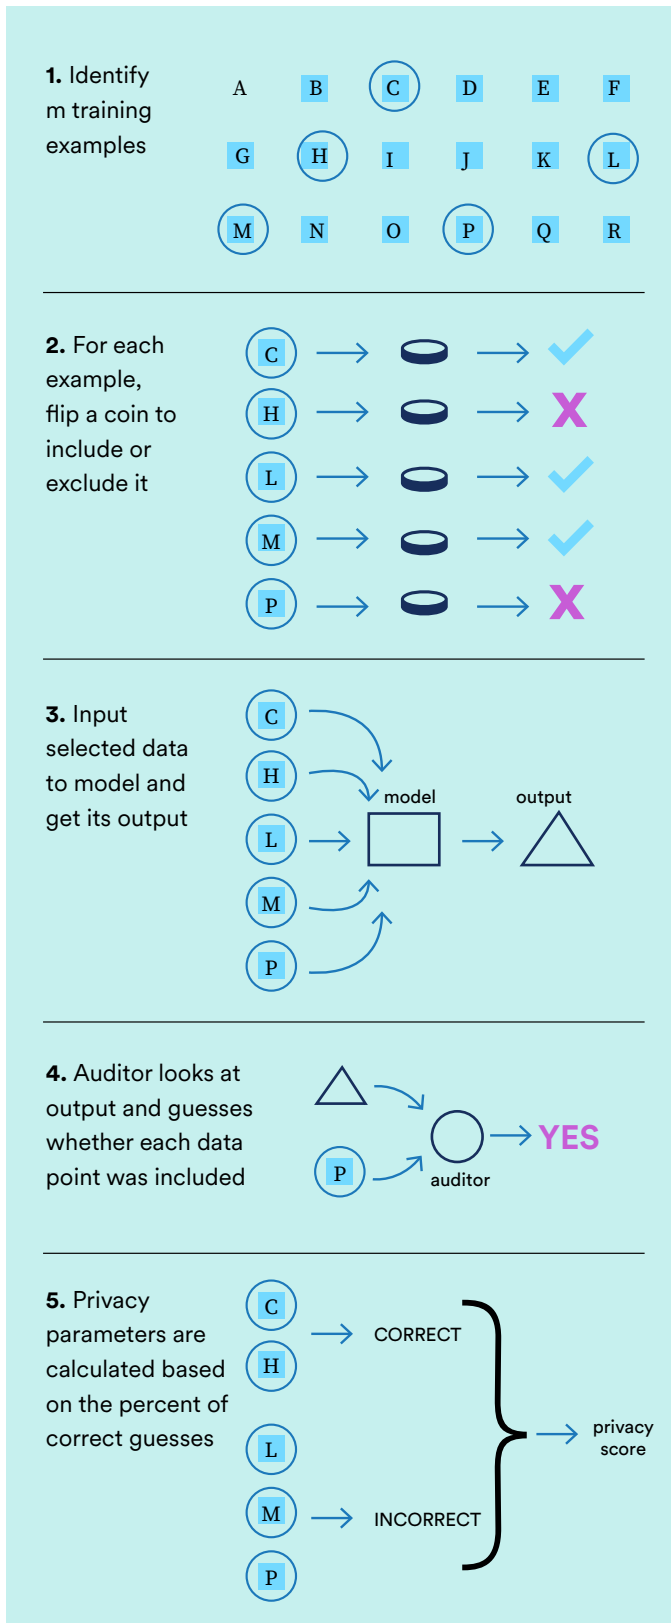 1. Identify
m training
examples
A B C D E F
G H I J K L
M N O P Q R
2. For each
example,
flip a coin to
include or
exclude it
C
H X
L
M
P X
3. Input
selected data
to model and
get its output
C
H
model output
L
M
P
4. Auditor looks at
output and guesses
whether each data
point was included
YES
P
auditor
5. Privacy
parameters are
calculated based
on the percent of
correct guesses
C
CORRECT
H
L
privacy
score
M INCORRECT
P